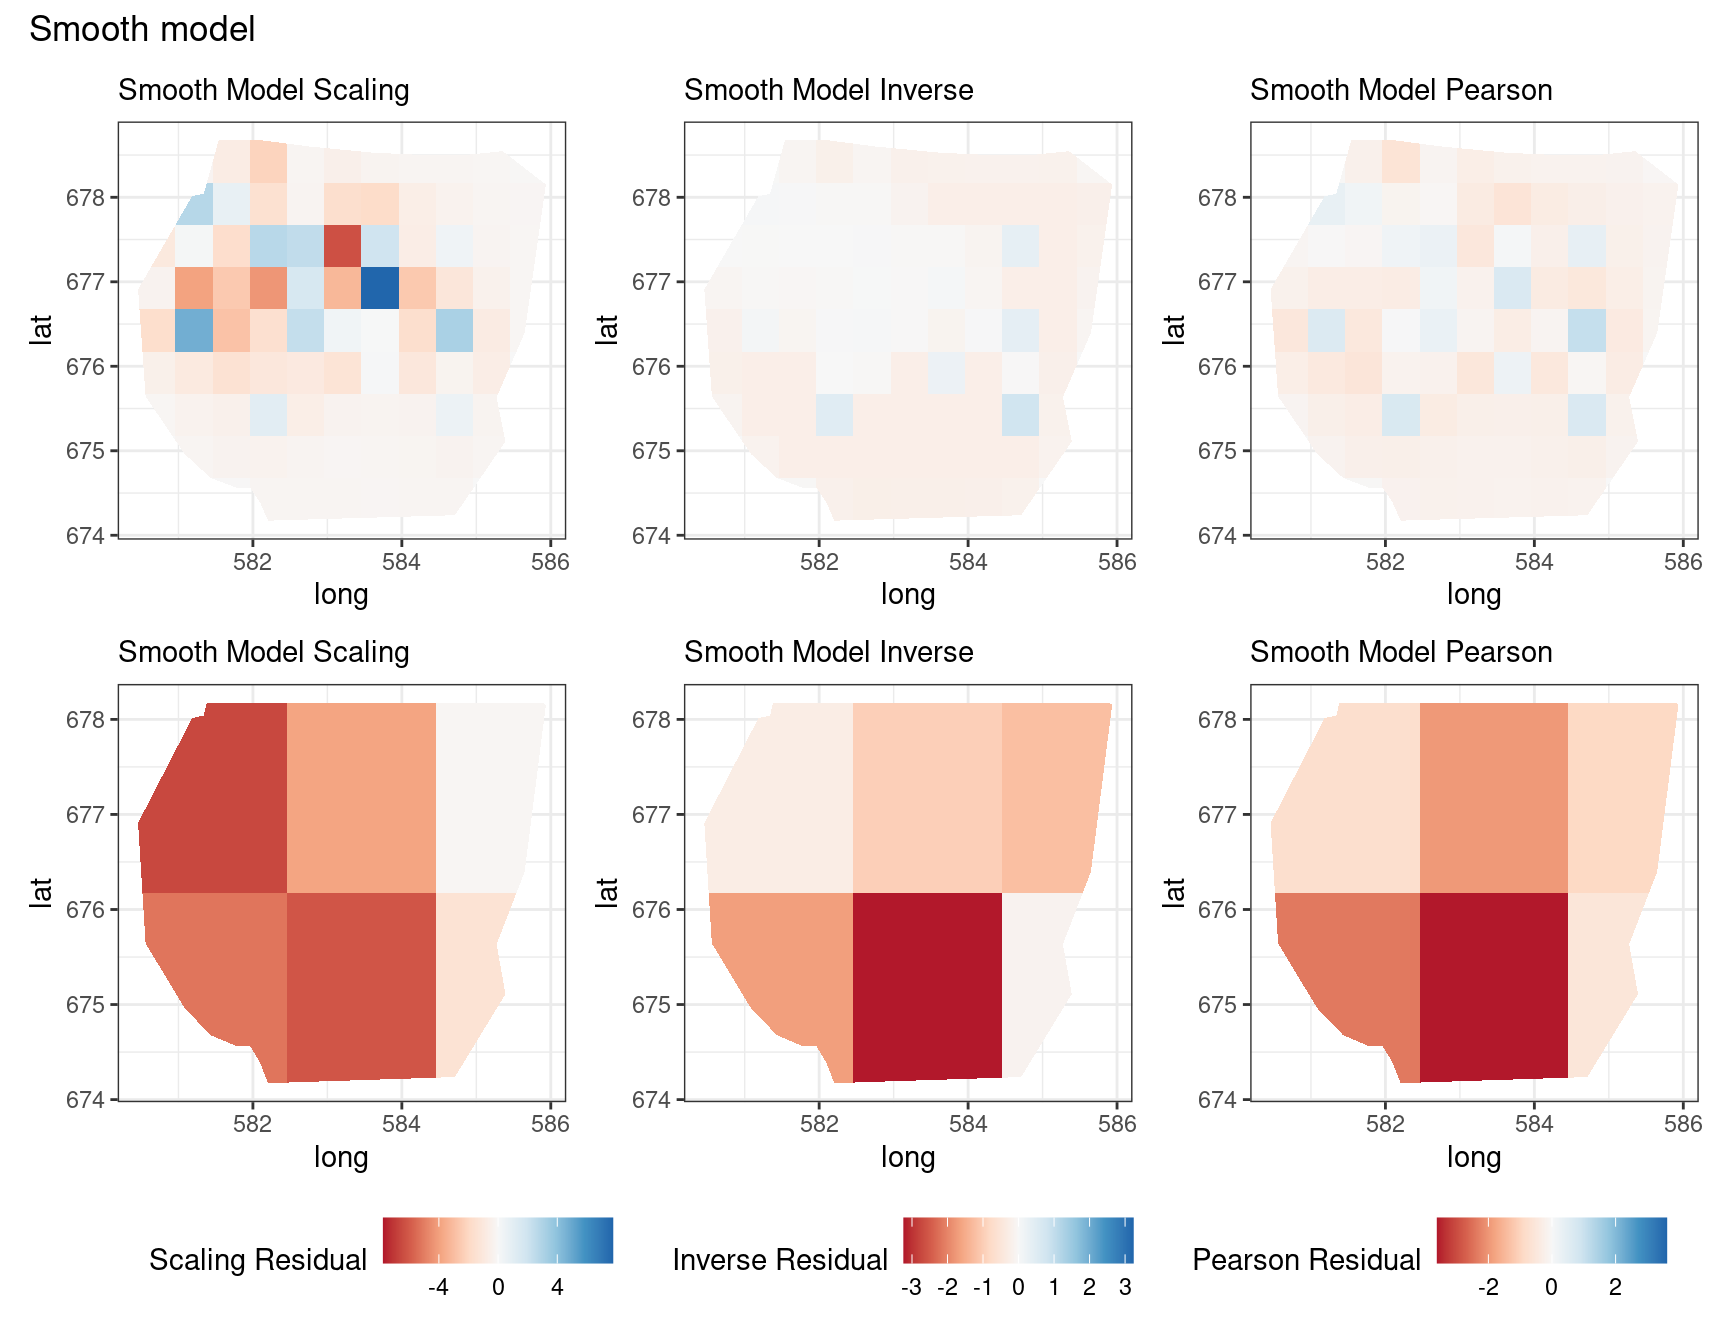 Smooth model
Smooth Model Scaling
Smooth Model Inverse
Smooth Model Pearson
lat
678
677
676
675
674
582
584
586
long
lat
678
677
676
675
674
582
584
586
long
lat
678
677
676
675
674
582
584
586
long
Smooth Model Scaling
Smooth Model Inverse
Smooth Model Pearson
lat
678
677
676
675
674
582
584
586
long
lat
678
677
676
675
674
582
584
586
long
lat
678
677
676
675
674
582
584
586
long
Scaling Residual
-4 0 4
Inverse Residual
-3 -2 -1 0 1 2 3
Pearson Residual
-2 0 2